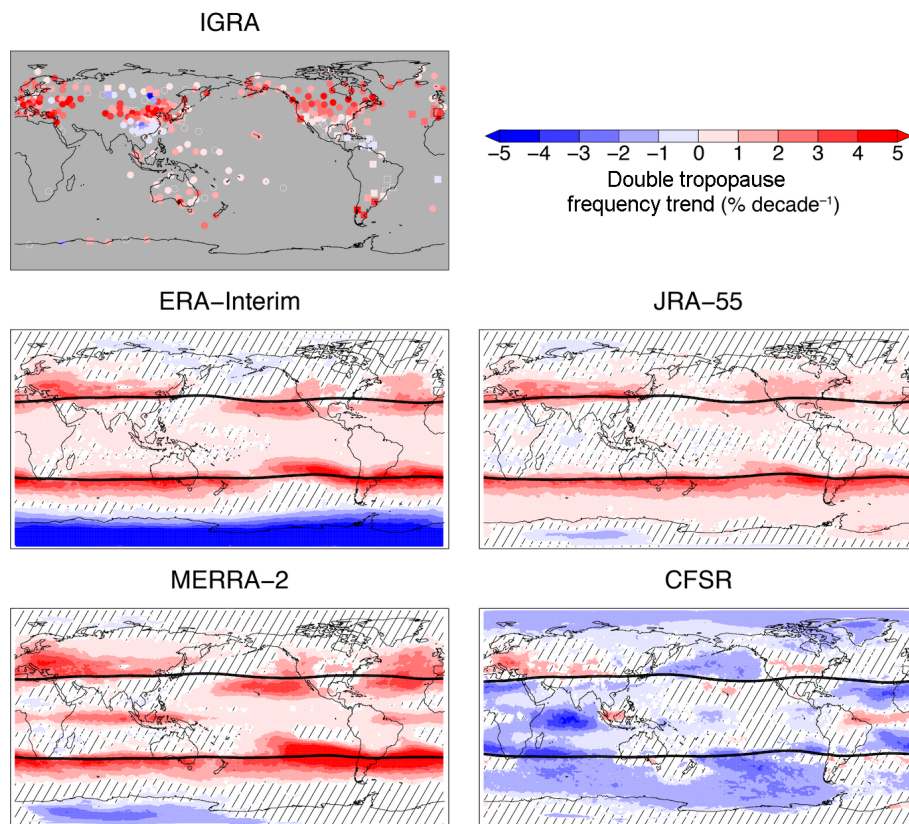 IGRA
−5 −4 −3 −2 −1 0 1 2 3 4 5
Double tropopause
frequency trend (% decade⁻¹)
ERA−Interim
JRA−55
MERRA−2
CFSR